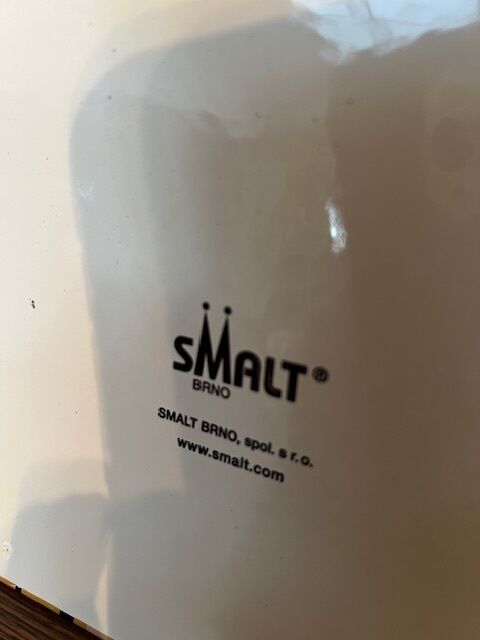 SMALT®
BRNO
SMALT BRNO, spol. s r.o.
www.smalt.com